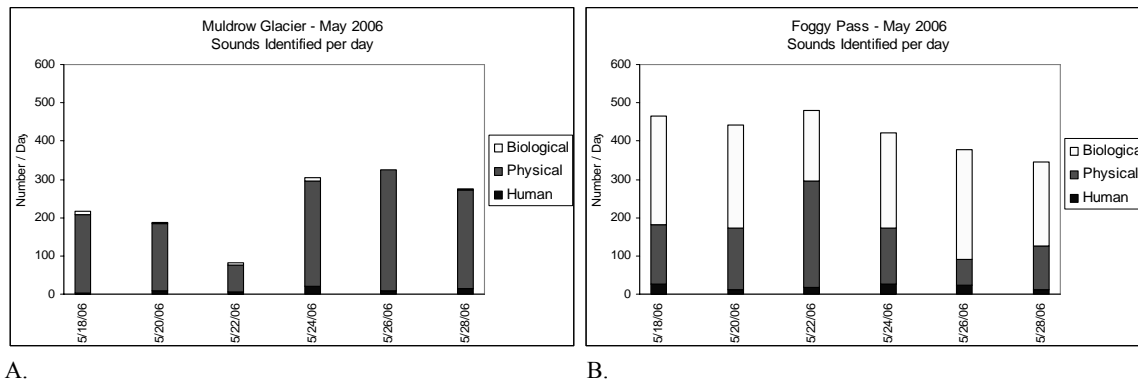 Muldrow Glacier - May 2006
Sounds Identified per day
600
500
400
300
200
100
0
Number / Day
5/18/06
5/20/06
5/22/06
5/24/06
5/26/06
5/28/06
Biological
Physical
Human
A.
Foggy Pass - May 2006
Sounds Identified per day
600
500
400
300
200
100
0
Number / Day
5/18/06
5/20/06
5/22/06
5/24/06
5/26/06
5/28/06
Biological
Physical
Human
B.